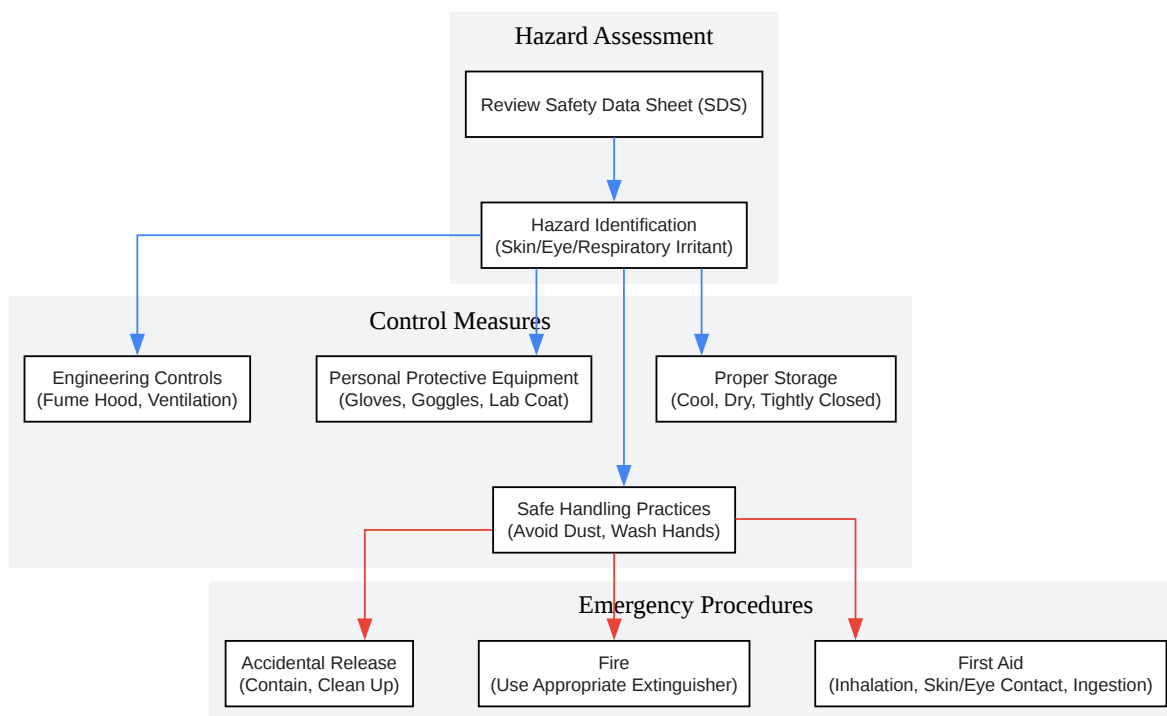 Hazard Assessment
Review Safety Data Sheet (SDS)
Hazard Identification
(Skin/Eye/Respiratory Irritant)
Control Measures
Engineering Controls
(Fume Hood, Ventilation)
Personal Protective Equipment
(Gloves, Goggles, Lab Coat)
Proper Storage
(Cool, Dry, Tightly Closed)
Safe Handling Practices
(Avoid Dust, Wash Hands)
Emergency Procedures
Accidental Release
(Contain, Clean Up)
Fire
(Use Appropriate Extinguisher)
First Aid
(Inhalation, Skin/Eye Contact, Ingestion)